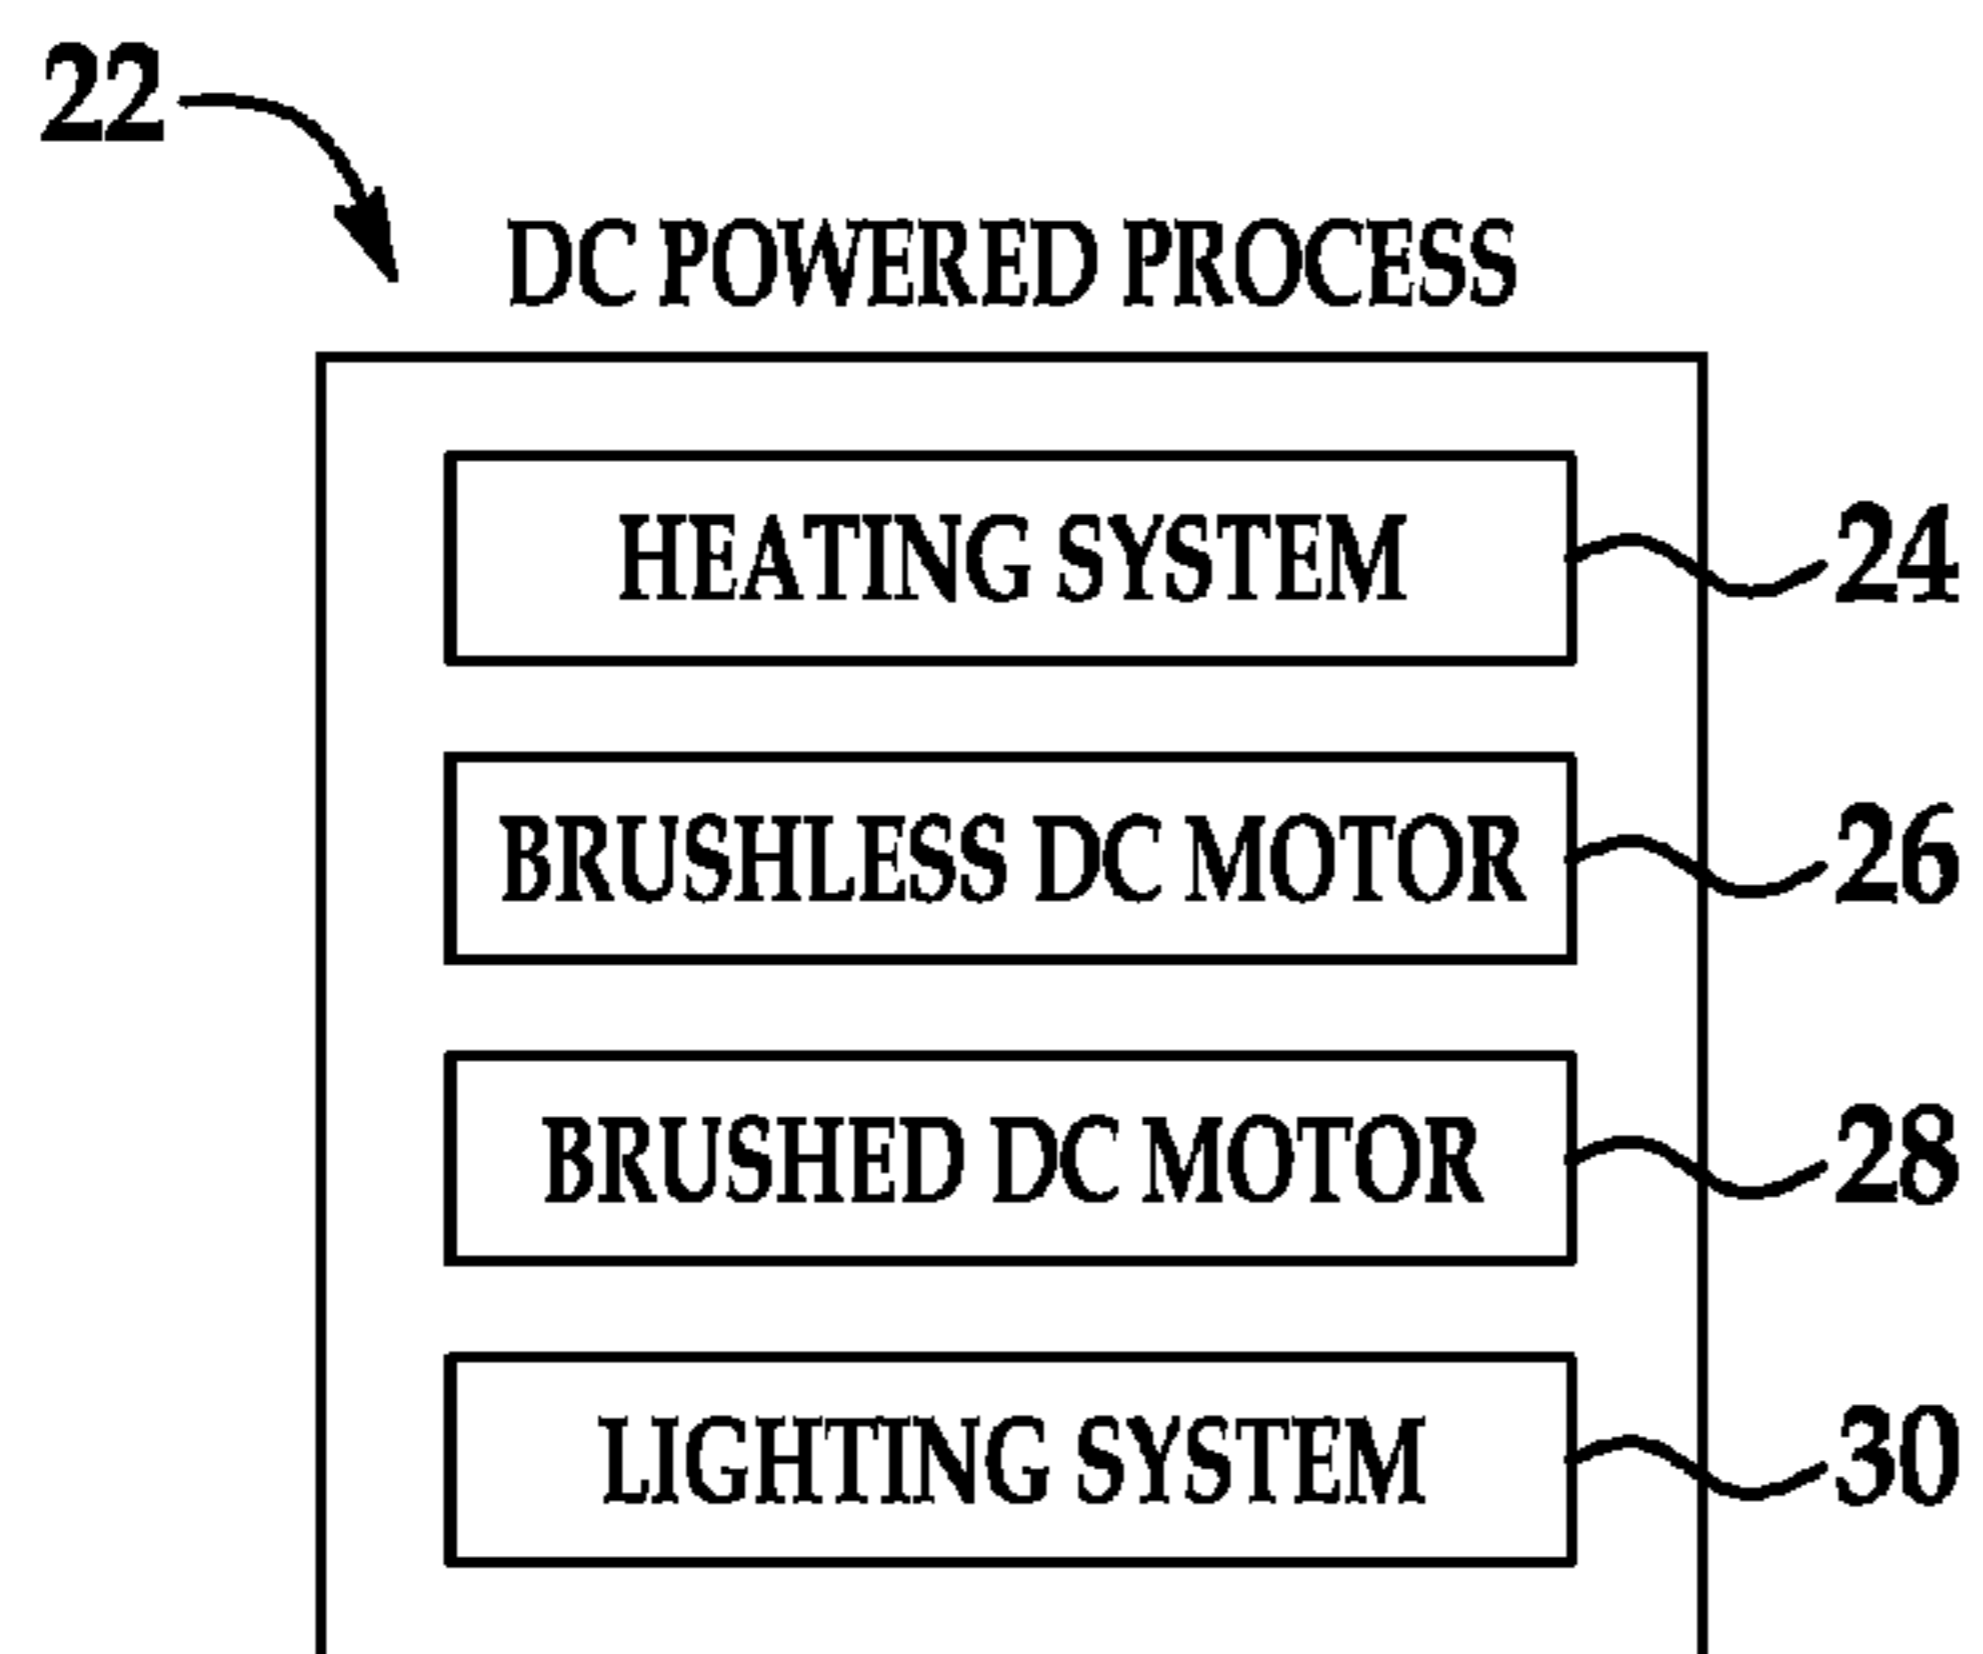 22
DC POWERED PROCESS
HEATING SYSTEM 24
BRUSHLESS DC MOTOR 26
BRUSHED DC MOTOR 28
LIGHTING SYSTEM 30